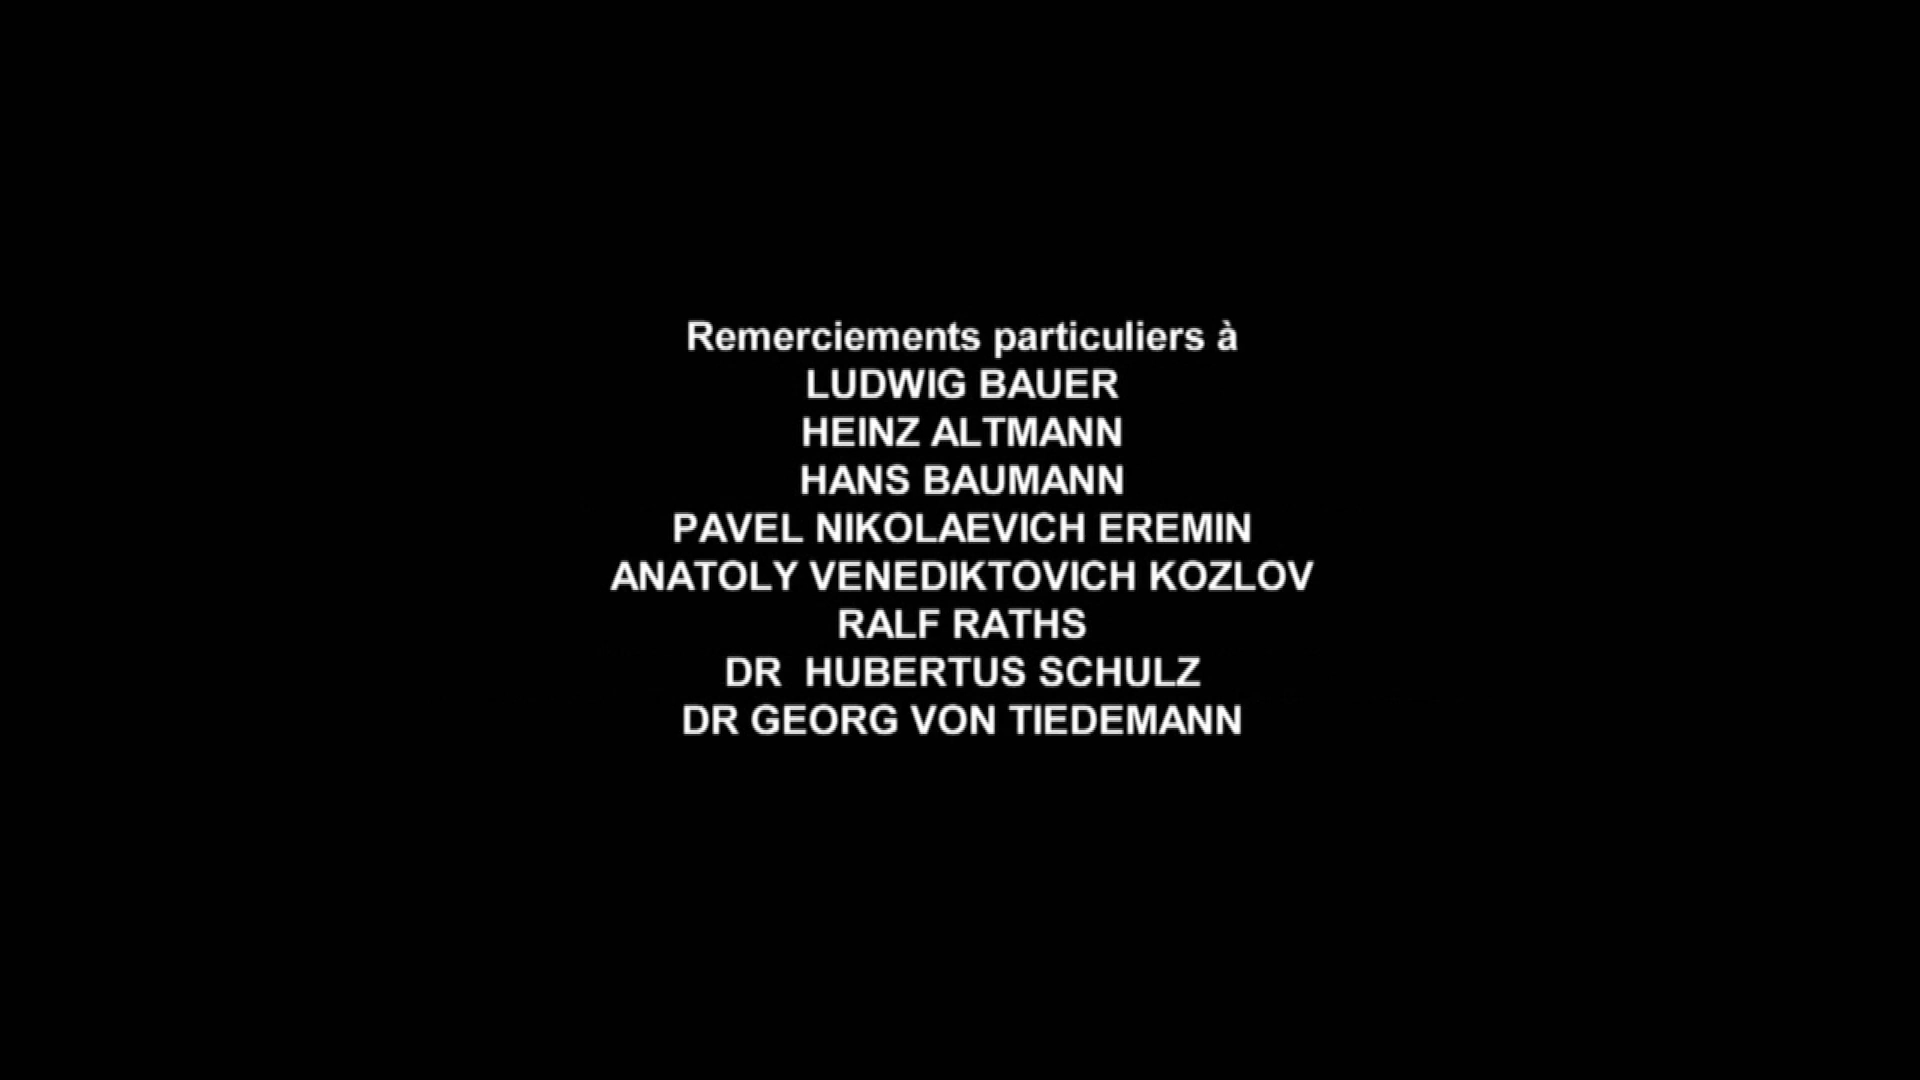 Remerciements particuliers à
LUDWIG BAUER
HEINZ ALTMANN
HANS BAUMANN
PAVEL NIKOLAEVICH EREMIN
ANATOLY VENEDIKTOVICH KOZLOV
RALF RATHS
DR  HUBERTUS SCHULZ
DR GEORG VON TIEDEMANN